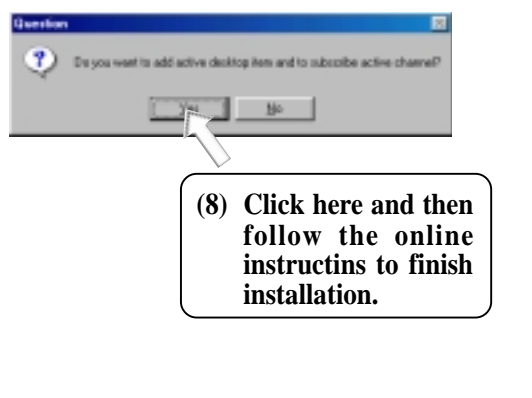 Question
Do you want to add active desktop item and to subscribe active channel?
Yes
No
(8) Click here and then
follow the online
instructins to finish
installation.